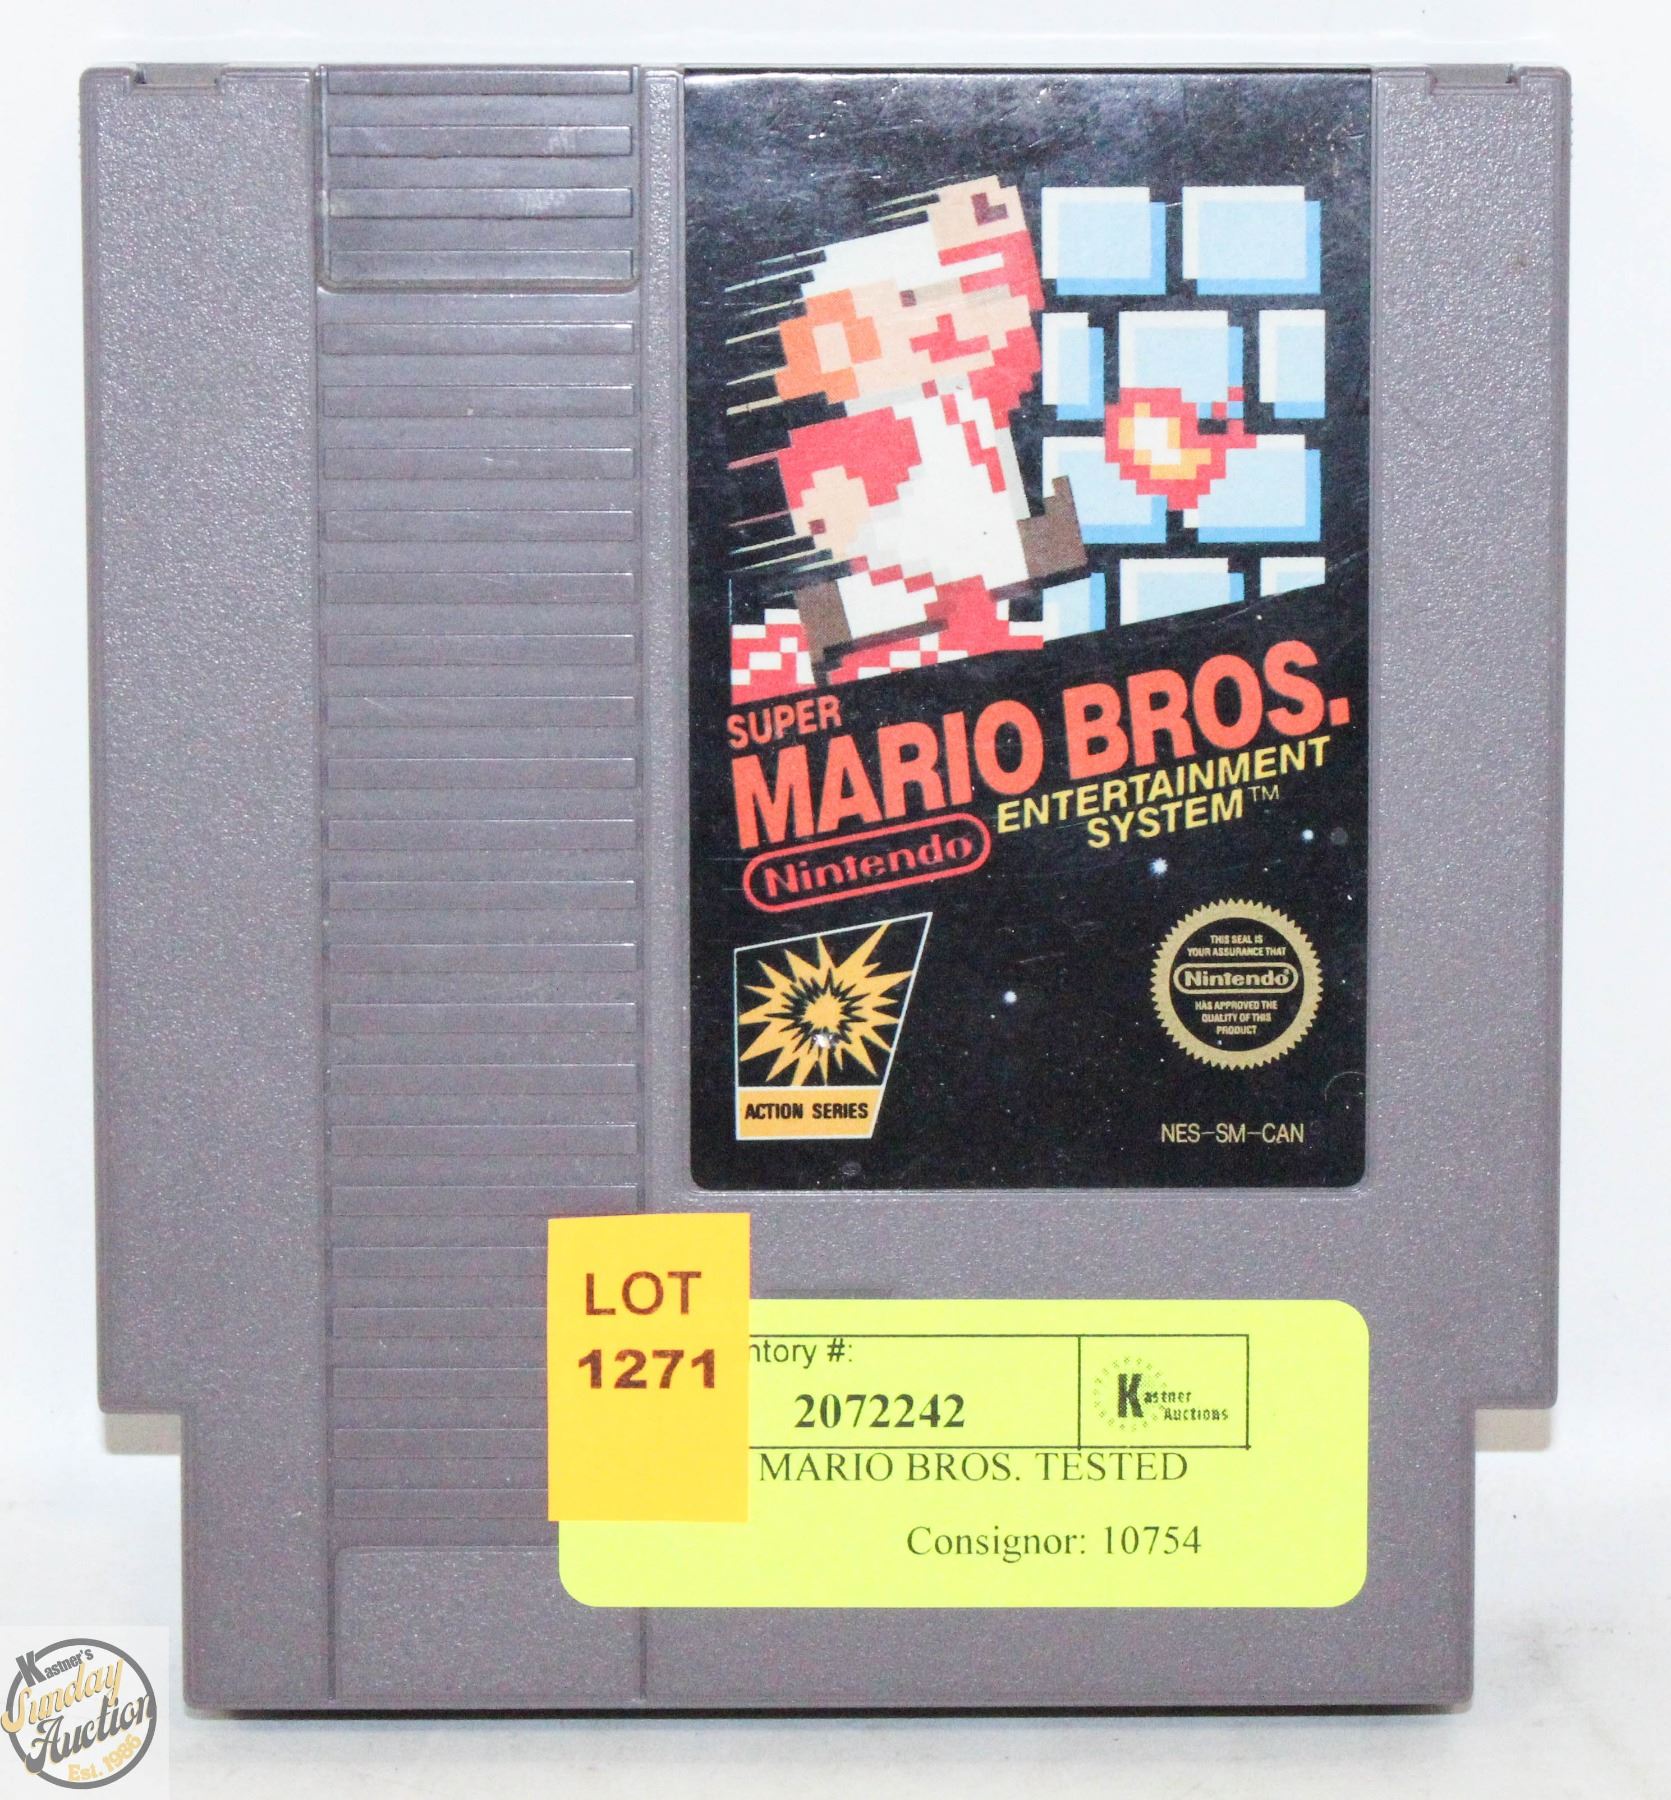 SUPER
MARIO BROS.
ENTERTAINMENT
SYSTEM™
Nintendo
THIS SEAL IS
YOUR ASSURANCE THAT
Nintendo®
HAS APPROVED THE
QUALITY OF THIS
PRODUCT
ACTION SERIES
NES-SM-CAN
LOT
1271
ntory #:
2072242
Kastner
Auctions
MARIO BROS. TESTED
Consignor: 10754
Kastner's
Sunday
Auction
Est. 1986